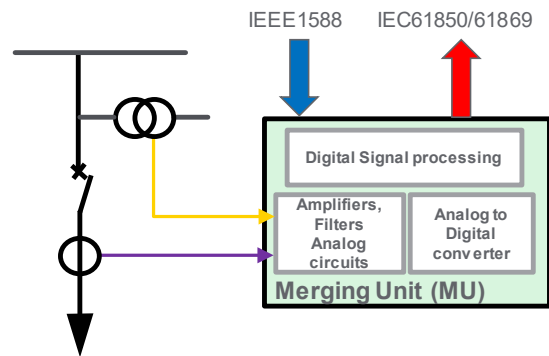 IEEE1588 IEC61850/61869
Digital Signal processing
Amplifiers,
Filters
Analog
circuits
Analog to
Digital
converter
Merging Unit (MU)